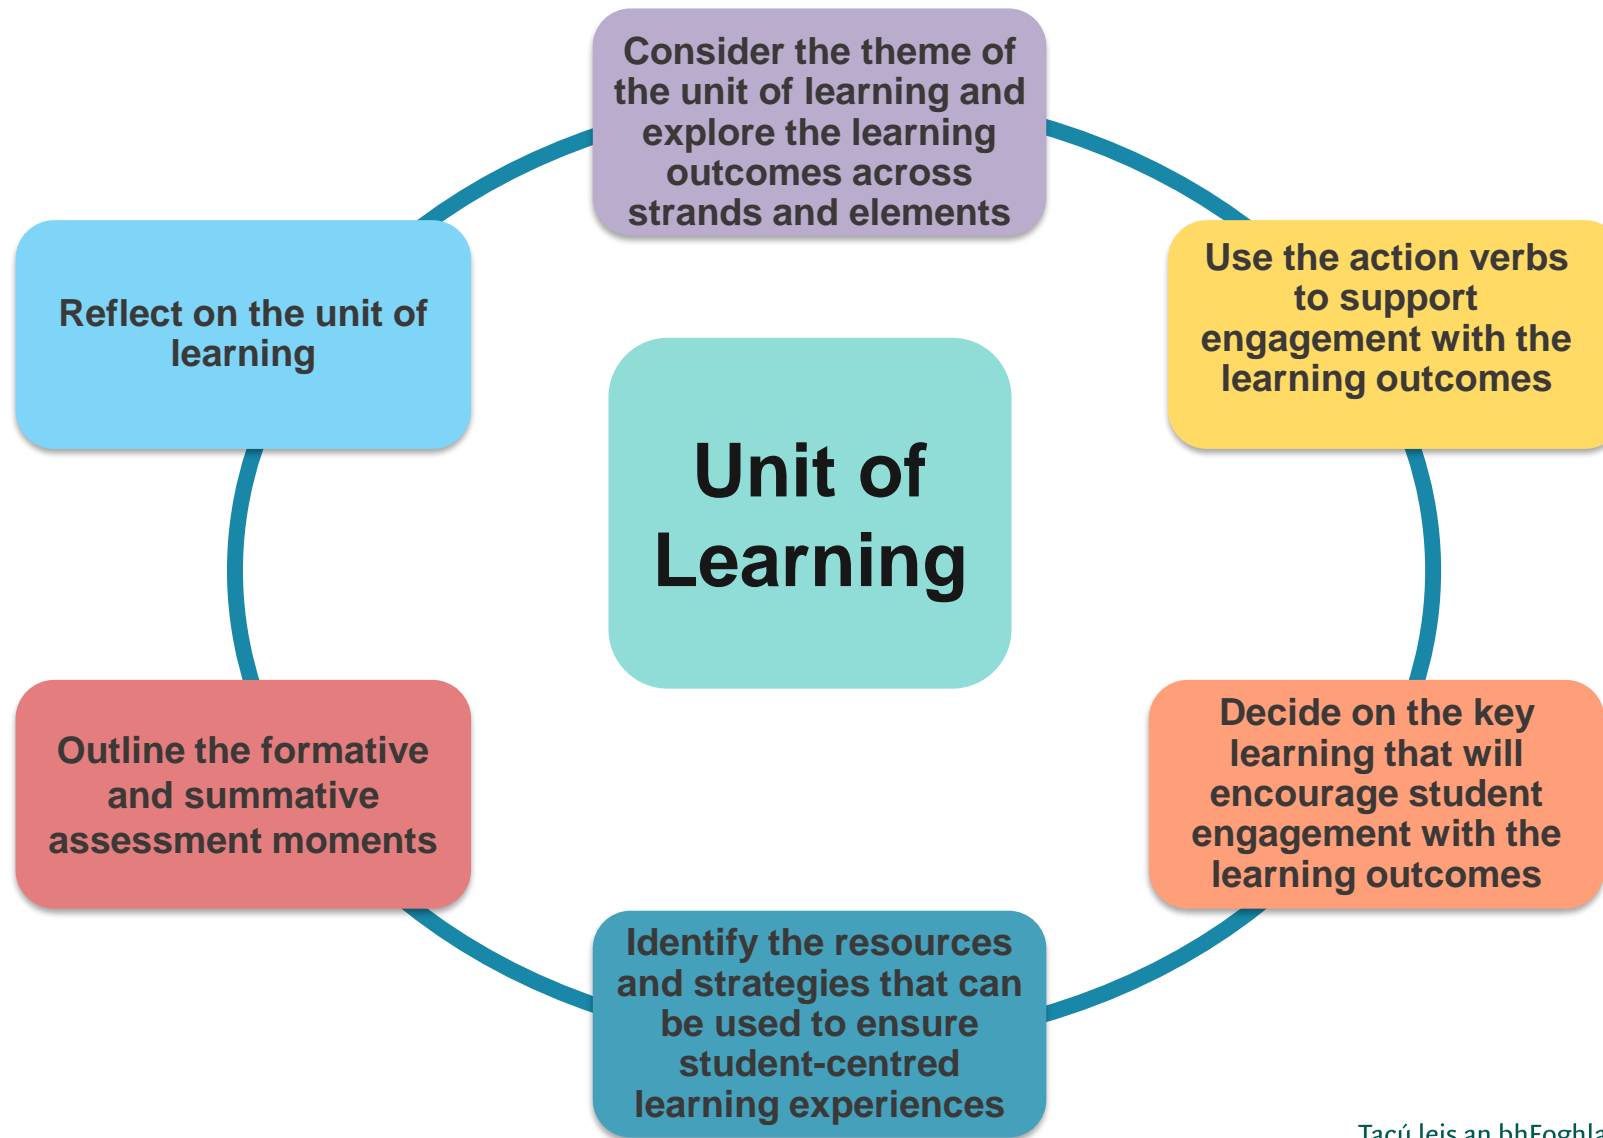 Consider the theme of
the unit of learning and
explore the learning
outcomes across
strands and elements
Use the action verbs
to support
engagement with the
learning outcomes
Decide on the key
learning that will
encourage student
engagement with the
learning outcomes
Identify the resources
and strategies that can
be used to ensure
student-centred
learning experiences
Outline the formative
and summative
assessment moments
Reflect on the unit of
learning
Unit of
Learning
Tacú leis an